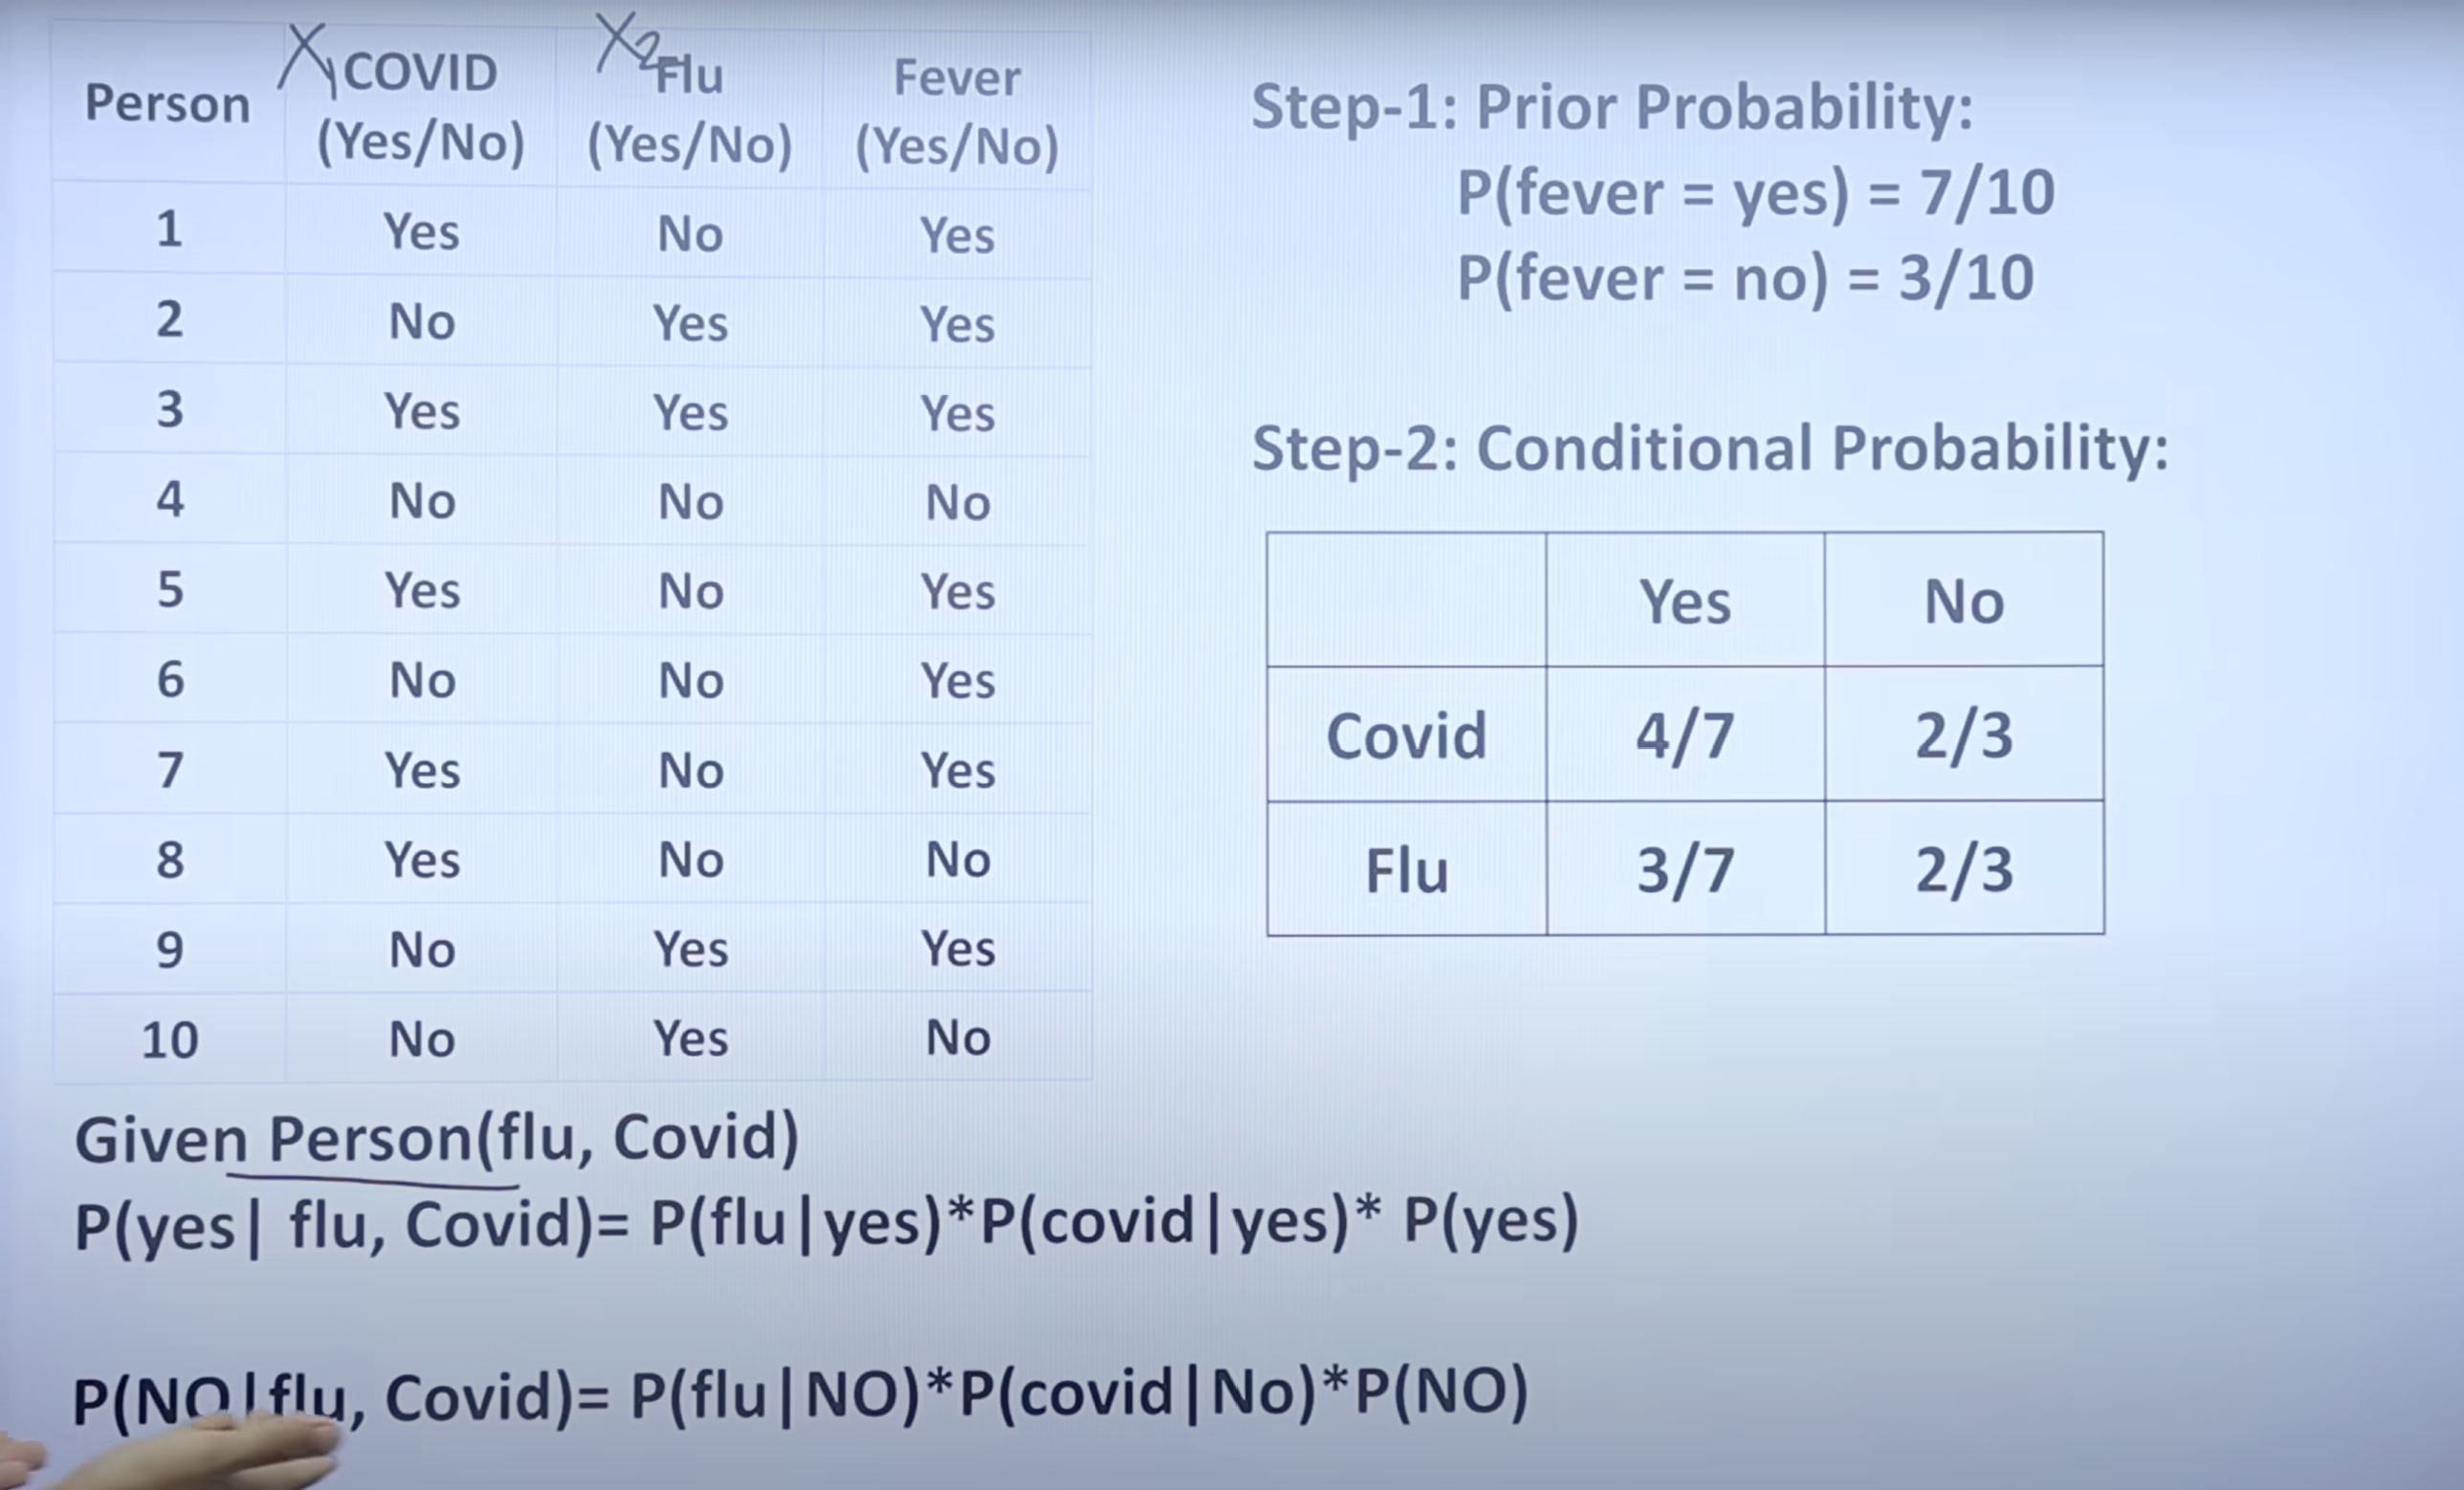 X1 X2
Person COVID (Yes/No) Flu (Yes/No) Fever (Yes/No)
1 Yes No Yes
2 No Yes Yes
3 Yes Yes Yes
4 No No No
5 Yes No Yes
6 No No Yes
7 Yes No Yes
8 Yes No No
9 No Yes Yes
10 No Yes No
Given Person(flu, Covid)
P(yes| flu, Covid)= P(flu|yes)*P(covid|yes)* P(yes)
P(NO|flu, Covid)= P(flu|NO)*P(covid|No)*P(NO)
Step-1: Prior Probability:
P(fever = yes) = 7/10
P(fever = no) = 3/10
Step-2: Conditional Probability:
Yes No
Covid 4/7 2/3
Flu 3/7 2/3